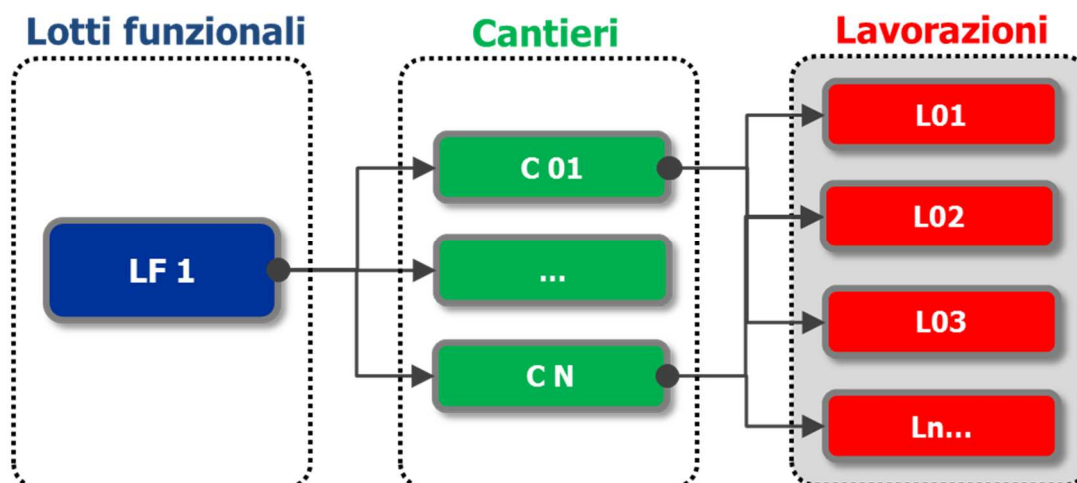 Lotti funzionali
Cantieri
Lavorazioni
LF 1
C 01
...
C N
L01
L02
L03
Ln...